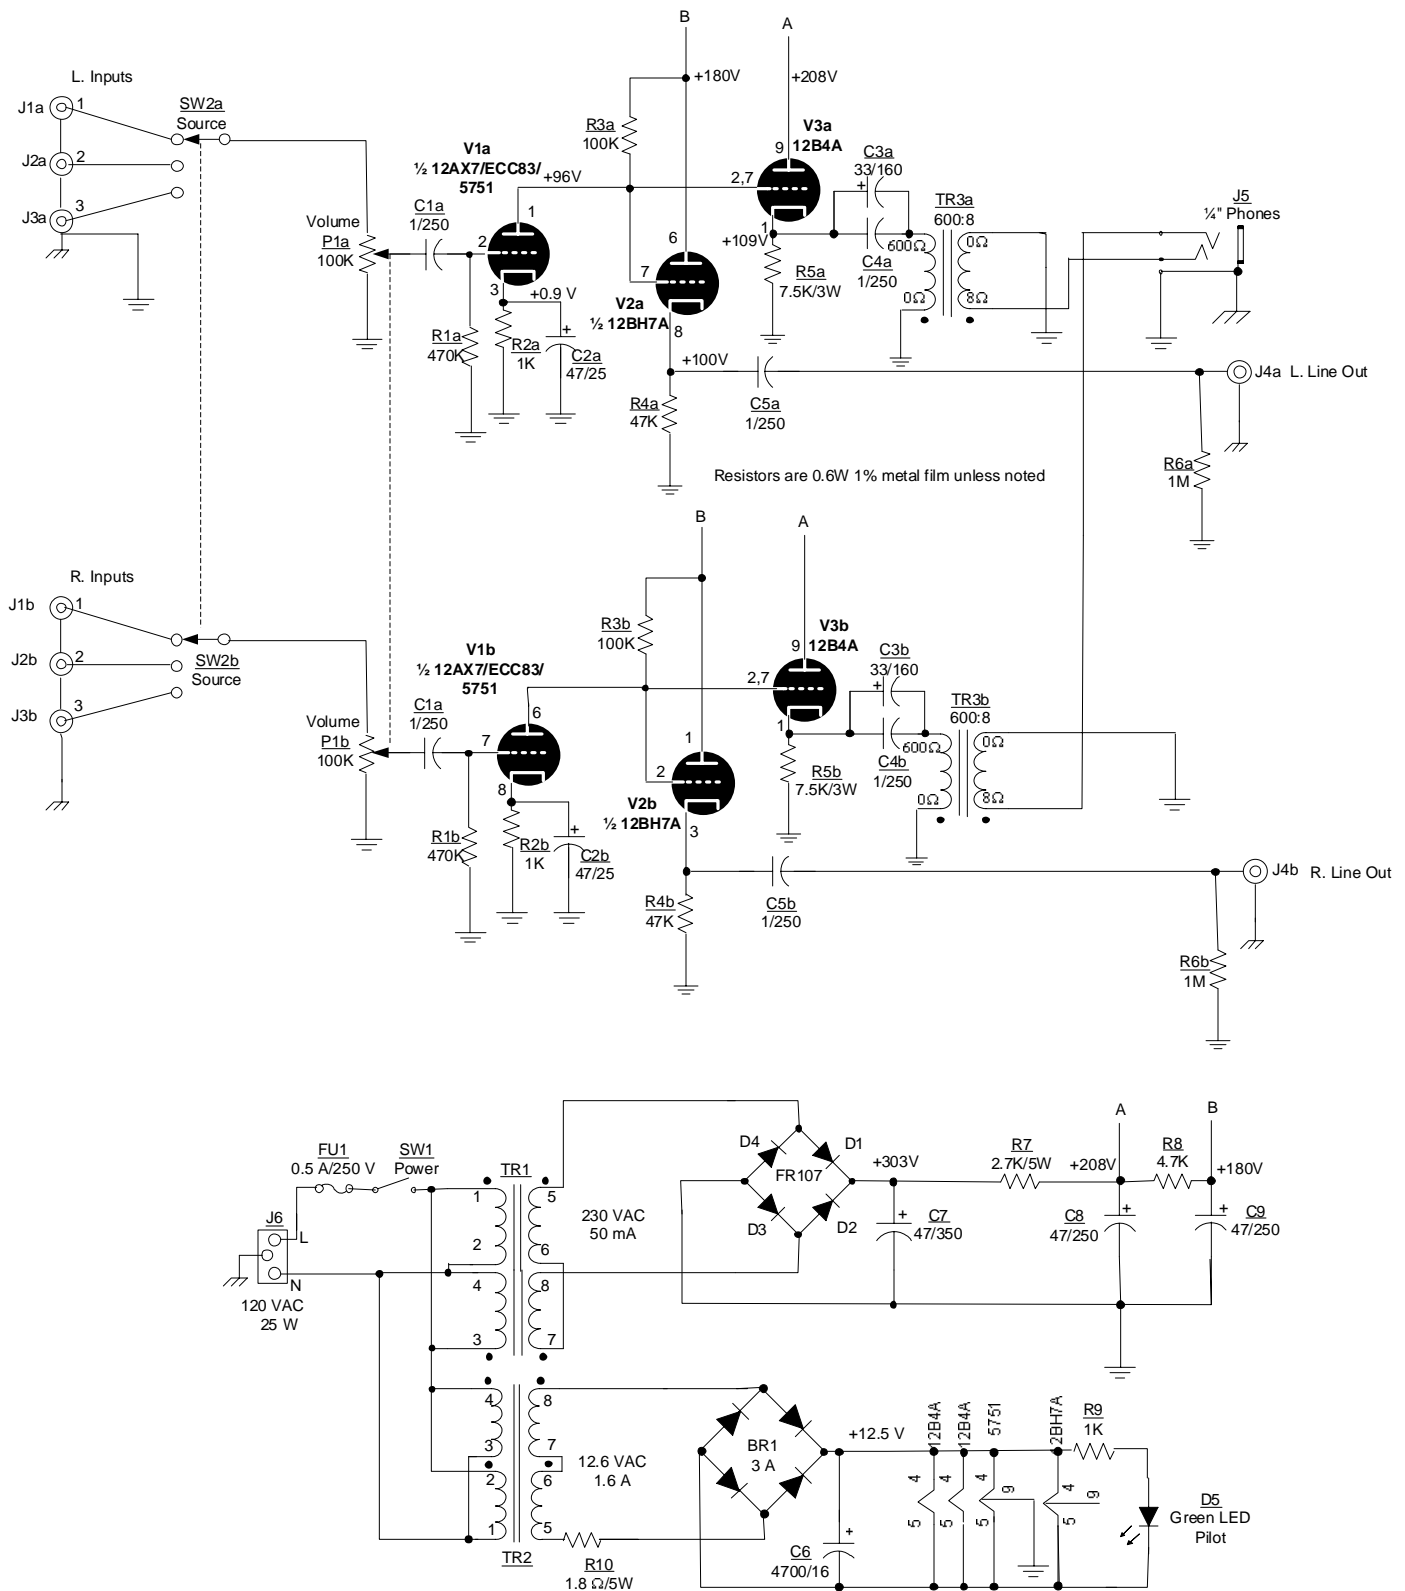 B
A
L. Inputs
+180V
+208V
J1a
1
SW2a
Source
R3a
100K
V3a
12B4A
9
V1a
½ 12AX7/ECC83/
5751
C3a
33/160
+
J2a
2
+96V
2,7
TR3a
600:8
J5
¼" Phones
J3a
3
C1a
1/250
1
Volume
P1a
100K
2
6
1
+109V
600Ω
0Ω
C4a
1/250
R5a
7.5K/3W
7
3
+0.9 V
V2a
½ 12BH7A
0Ω
8Ω
R1a
470K
R2a
1K
+
C2a
47/25
8
+100V
J4a L. Line Out
R4a
47K
C5a
1/250
R6a
1M
Resistors are 0.6W 1% metal film unless noted
B
A
R. Inputs
J1b
1
R3b
100K
V3b
12B4A
9
SW2b
Source
V1b
½ 12AX7/ECC83/
5751
C3b
33/160
+
J2b
2
2,7
TR3b
600:8
J3b
3
C1a
1/250
6
Volume
P1b
100K
7
1
1
600Ω
0Ω
C4b
1/250
R5b
7.5K/3W
2
8
V2b
½ 12BH7A
0Ω
8Ω
R1b
470K
R2b
1K
+
C2b
47/25
3
J4b R. Line Out
R4b
47K
C5b
1/250
R6b
1M
A
B
FU1
0.5 A/250 V
SW1
Power
TR1
D4
D1
+303V
R7
2.7K/5W
+208V
R8
4.7K
+180V
1
5
FR107
J6
L
230 VAC
50 mA
D3
D2
+
C7
47/350
+
C8
47/250
+
C9
47/250
2
6
N
4
8
120 VAC
25 W
3
7
4
8
12B4A
12B4A
5751
2BH7A
R9
1K
+12.5 V
3
7
12.6 VAC
1.6 A
BR1
3 A
2
6
4
4
4
9
4
9
5
5
5
5
D5
Green LED
Pilot
1
5
TR2
R10
1.8 Ω/5W
+
C6
4700/16